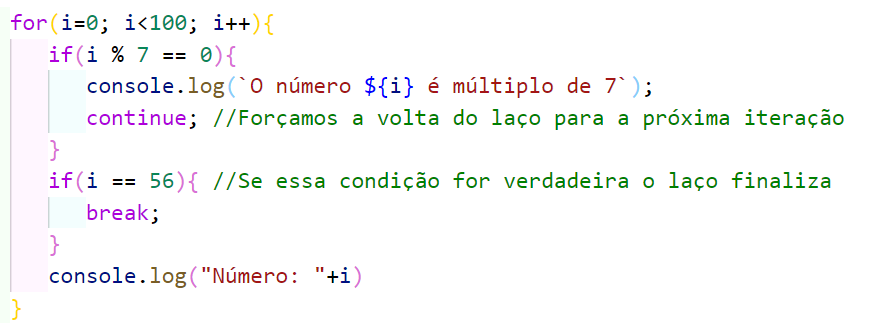 for(i=0; i<100; i++){
if(i % 7 == 0){
console.log(`O número ${i} é múltiplo de 7`);
continue; //Forçamos a volta do laço para a próxima iteração
}
if(i == 56){ //Se essa condição for verdadeira o laço finaliza
break;
}
console.log("Número: "+i)
}